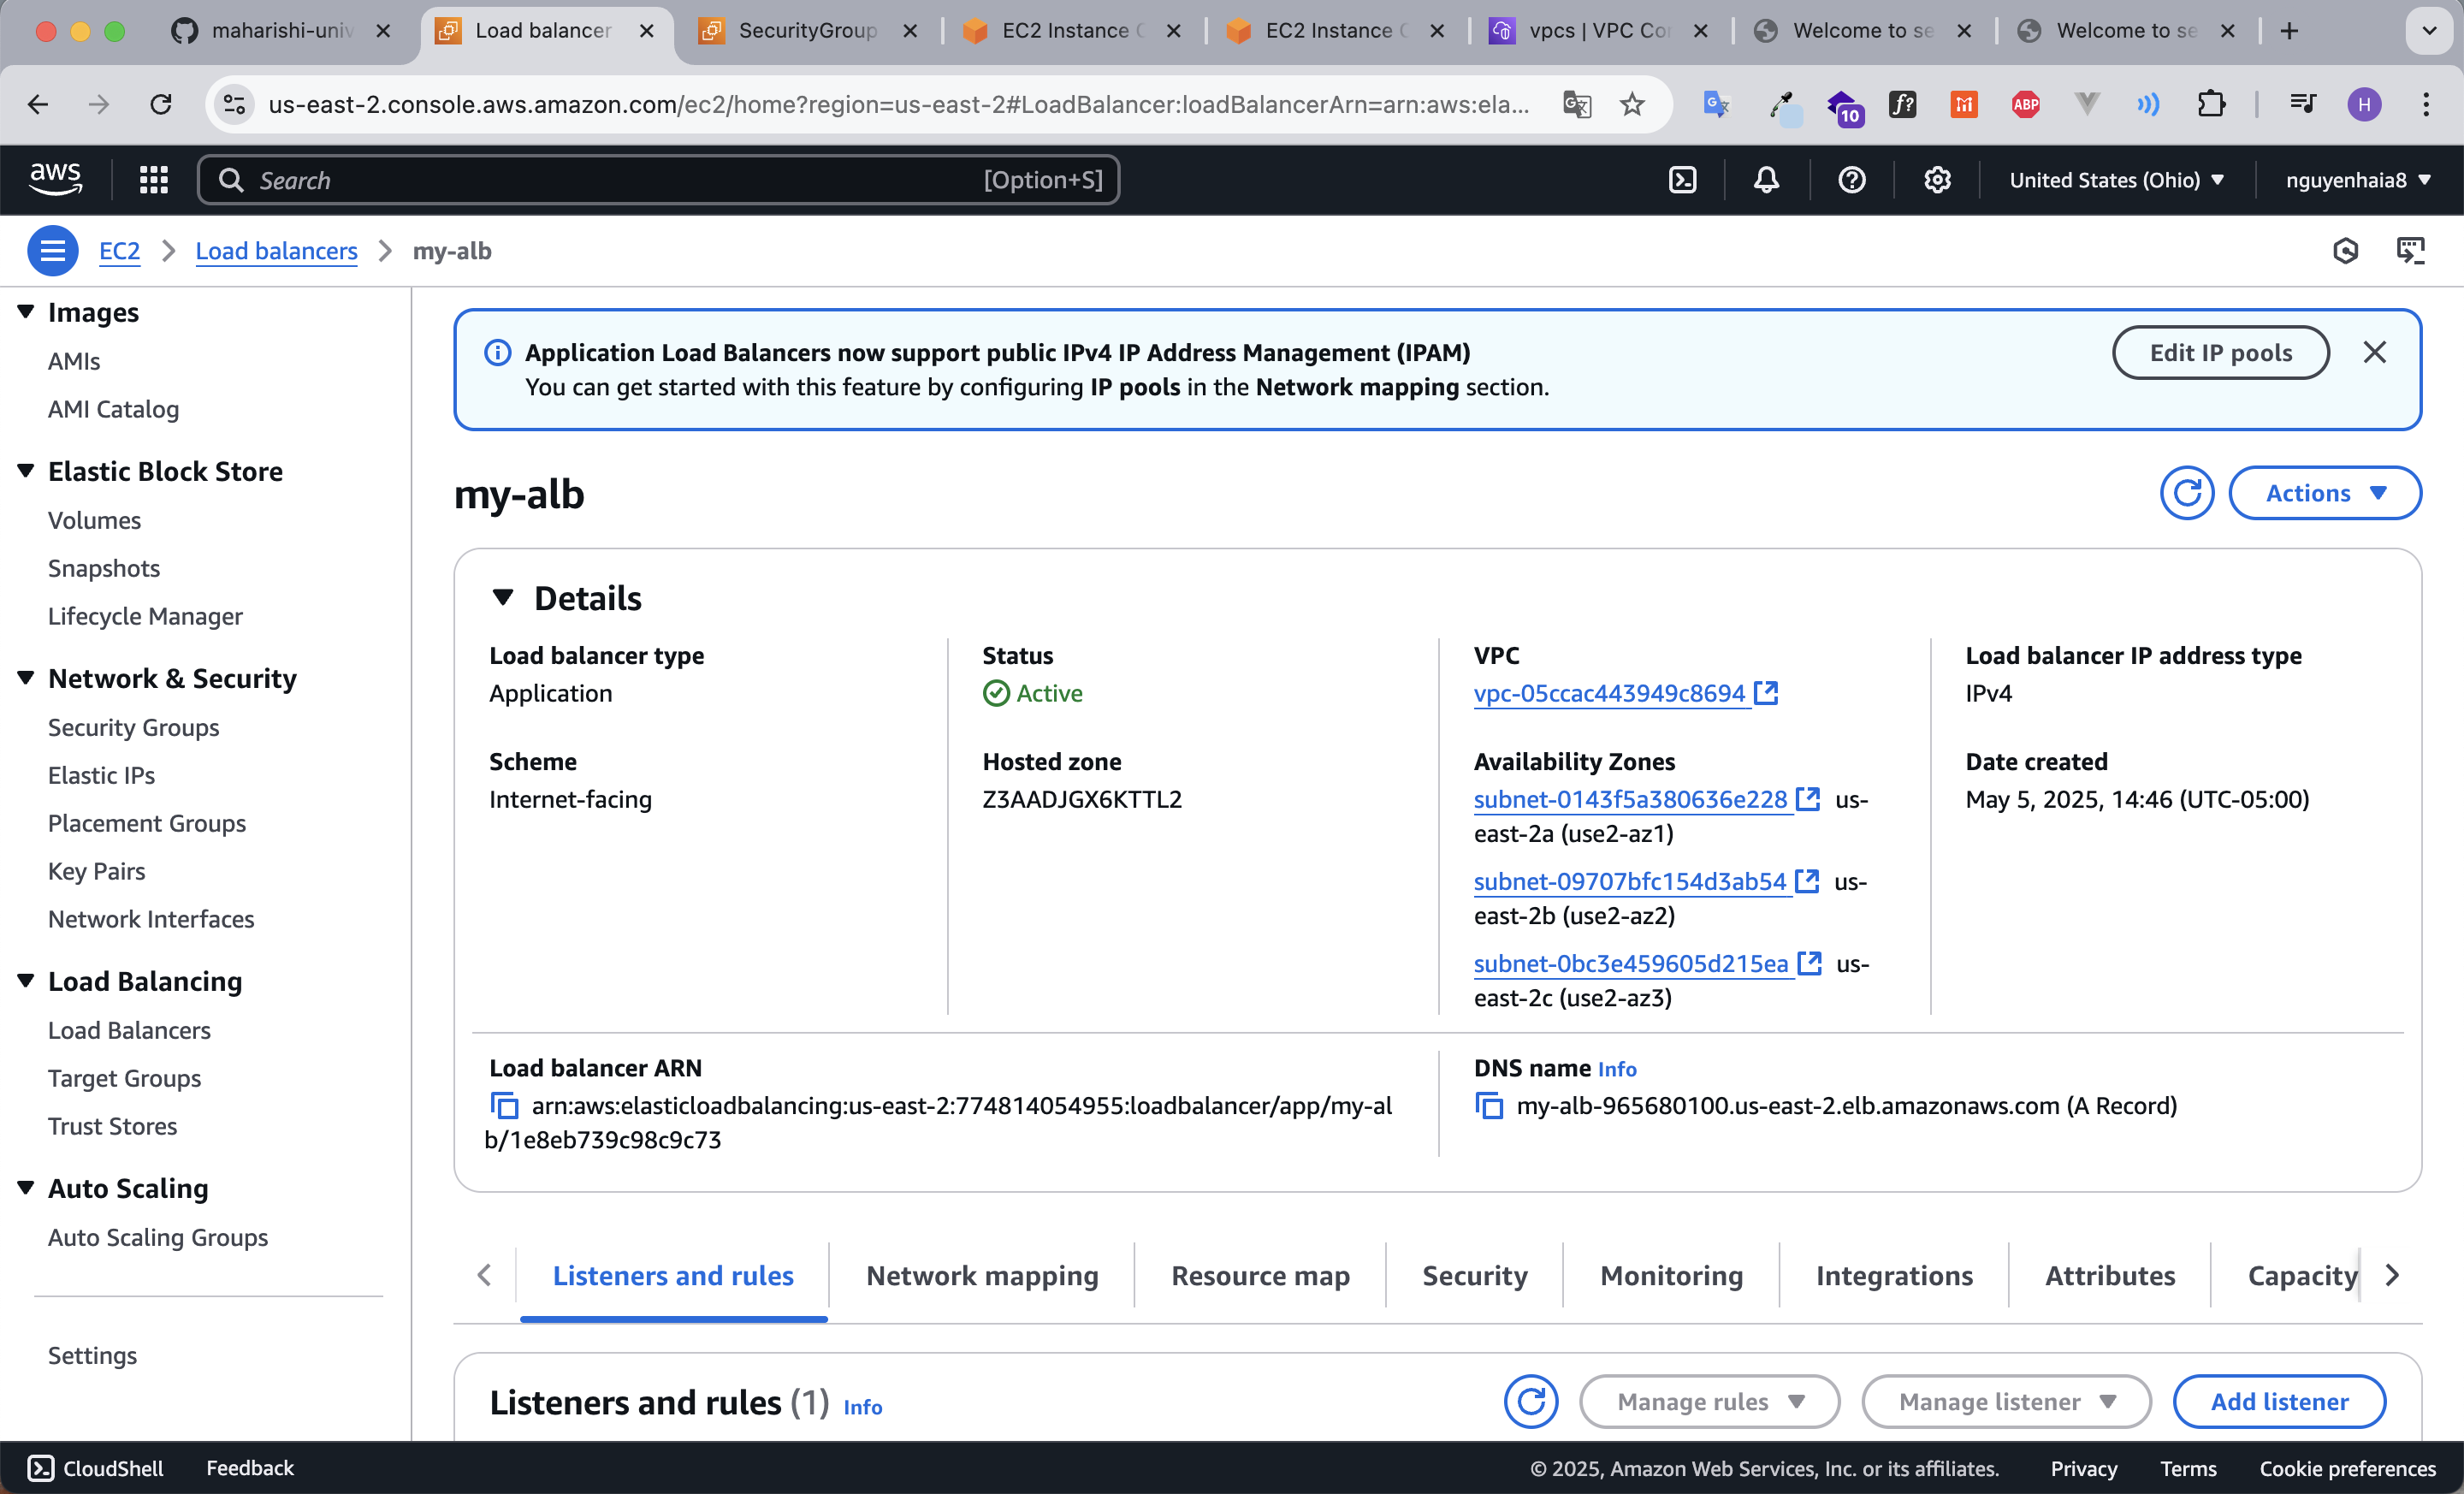 maharishi-univ
Load balancer
SecurityGroup
EC2 Instance C
EC2 Instance C
vpcs | VPC Con
Welcome to se
Welcome to se
us-east-2.console.aws.amazon.com/ec2/home?region=us-east-2#LoadBalancer:loadBalancerArn=arn:aws:ela...
10
f?
ABP
H
aws
Search
[Option+S]
United States (Ohio)
nguyenhaia8
EC2
Load balancers
my-alb
Images
AMIs
AMI Catalog
Elastic Block Store
Volumes
Snapshots
Lifecycle Manager
Network & Security
Security Groups
Elastic IPs
Placement Groups
Key Pairs
Network Interfaces
Load Balancing
Load Balancers
Target Groups
Trust Stores
Auto Scaling
Auto Scaling Groups
Settings
Application Load Balancers now support public IPv4 IP Address Management (IPAM)
You can get started with this feature by configuring IP pools in the Network mapping section.
Edit IP pools
my-alb
Actions
Details
Load balancer type
Application
Scheme
Internet-facing
Status
Active
Hosted zone
Z3AADJGX6KTTL2
VPC
vpc-05ccac443949c8694
Availability Zones
subnet-0143f5a380636e228 us-
east-2a (use2-az1)
subnet-09707bfc154d3ab54 us-
east-2b (use2-az2)
subnet-0bc3e459605d215ea us-
east-2c (use2-az3)
Load balancer IP address type
IPv4
Date created
May 5, 2025, 14:46 (UTC-05:00)
Load balancer ARN
arn:aws:elasticloadbalancing:us-east-2:774814054955:loadbalancer/app/my-al
b/1e8eb739c98c9c73
DNS name Info
my-alb-965680100.us-east-2.elb.amazonaws.com (A Record)
Listeners and rules
Network mapping
Resource map
Security
Monitoring
Integrations
Attributes
Capacity
Listeners and rules (1) Info
Manage rules
Manage listener
Add listener
CloudShell
Feedback
© 2025, Amazon Web Services, Inc. or its affiliates.
Privacy
Terms
Cookie preferences